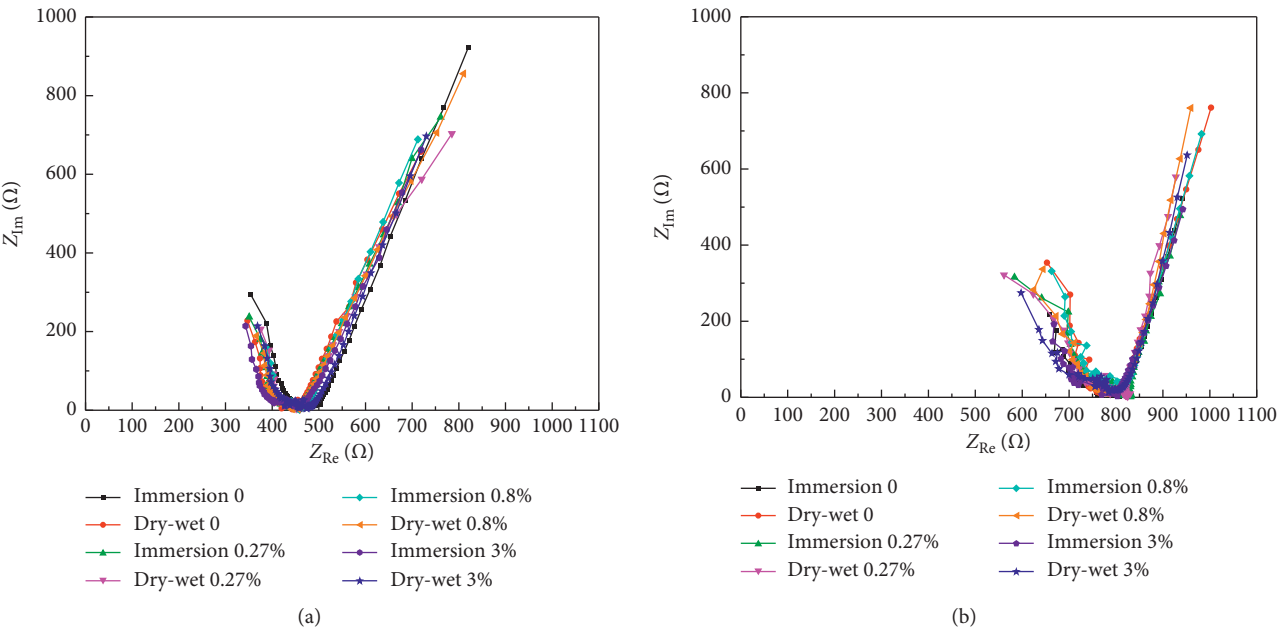 1000
800
600
400
200
0
Z_Im (Ω)
0 100 200 300 400 500 600 700 800 900 1000 1100
Z_Re (Ω)
Immersion 0
Dry-wet 0
Immersion 0.27%
Dry-wet 0.27%
Immersion 0.8%
Dry-wet 0.8%
Immersion 3%
Dry-wet 3%
(a)
1000
800
600
400
200
0
Z_Im (Ω)
0 100 200 300 400 500 600 700 800 900 1000 1100
Z_Re (Ω)
Immersion 0
Dry-wet 0
Immersion 0.27%
Dry-wet 0.27%
Immersion 0.8%
Dry-wet 0.8%
Immersion 3%
Dry-wet 3%
(b)